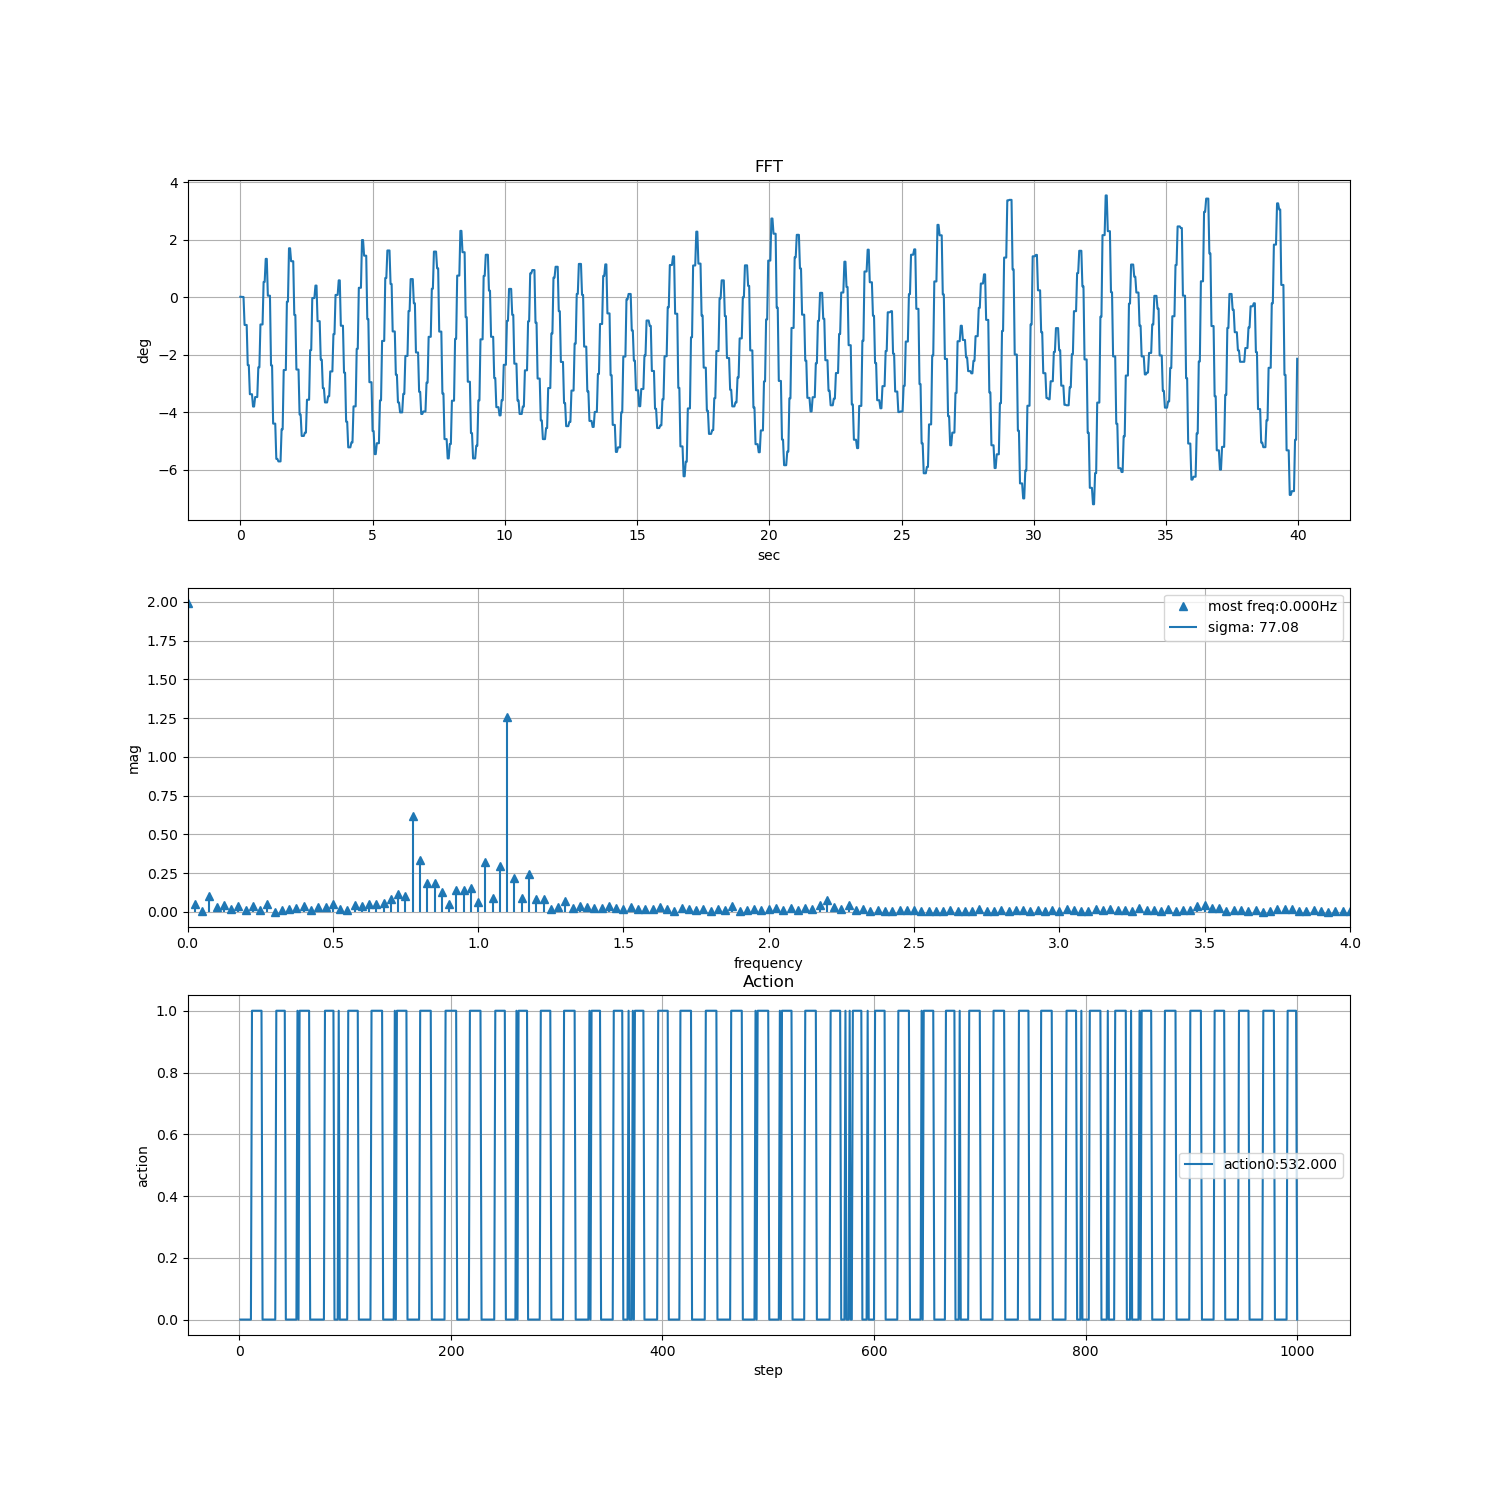 FFT
4
2
0
−2
−4
−6
deg
0 5 10 15 20 25 30 35 40
sec
2.00
1.75
1.50
1.25
1.00
0.75
0.50
0.25
0.00
mag
most freq:0.000Hz
sigma: 77.08
0.0 0.5 1.0 1.5 2.0 2.5 3.0 3.5 4.0
frequency
Action
1.0
0.8
0.6
0.4
0.2
0.0
action
action0:532.000
0 200 400 600 800 1000
step